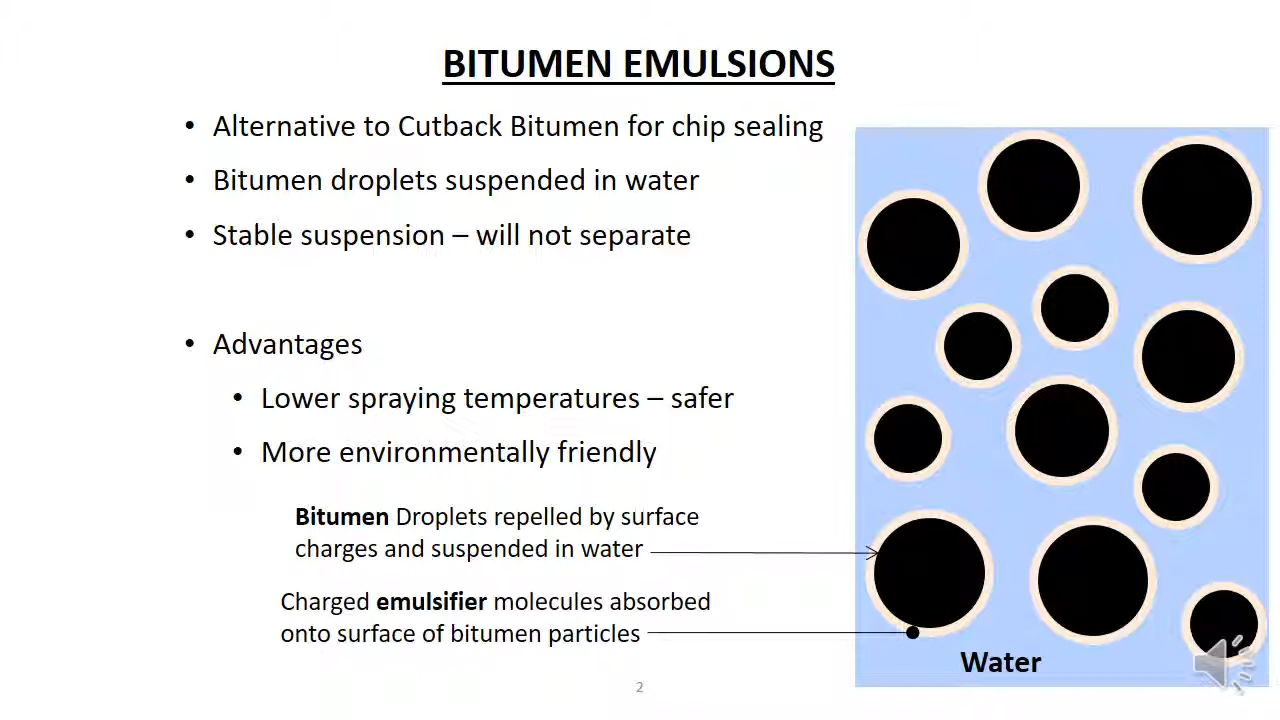 BITUMEN EMULSIONS
• Alternative to Cutback Bitumen for chip sealing
• Bitumen droplets suspended in water
• Stable suspension – will not separate
• Advantages
• Lower spraying temperatures – safer
• More environmentally friendly
Bitumen Droplets repelled by surface
charges and suspended in water
Charged emulsifier molecules absorbed
onto surface of bitumen particles
Water
2